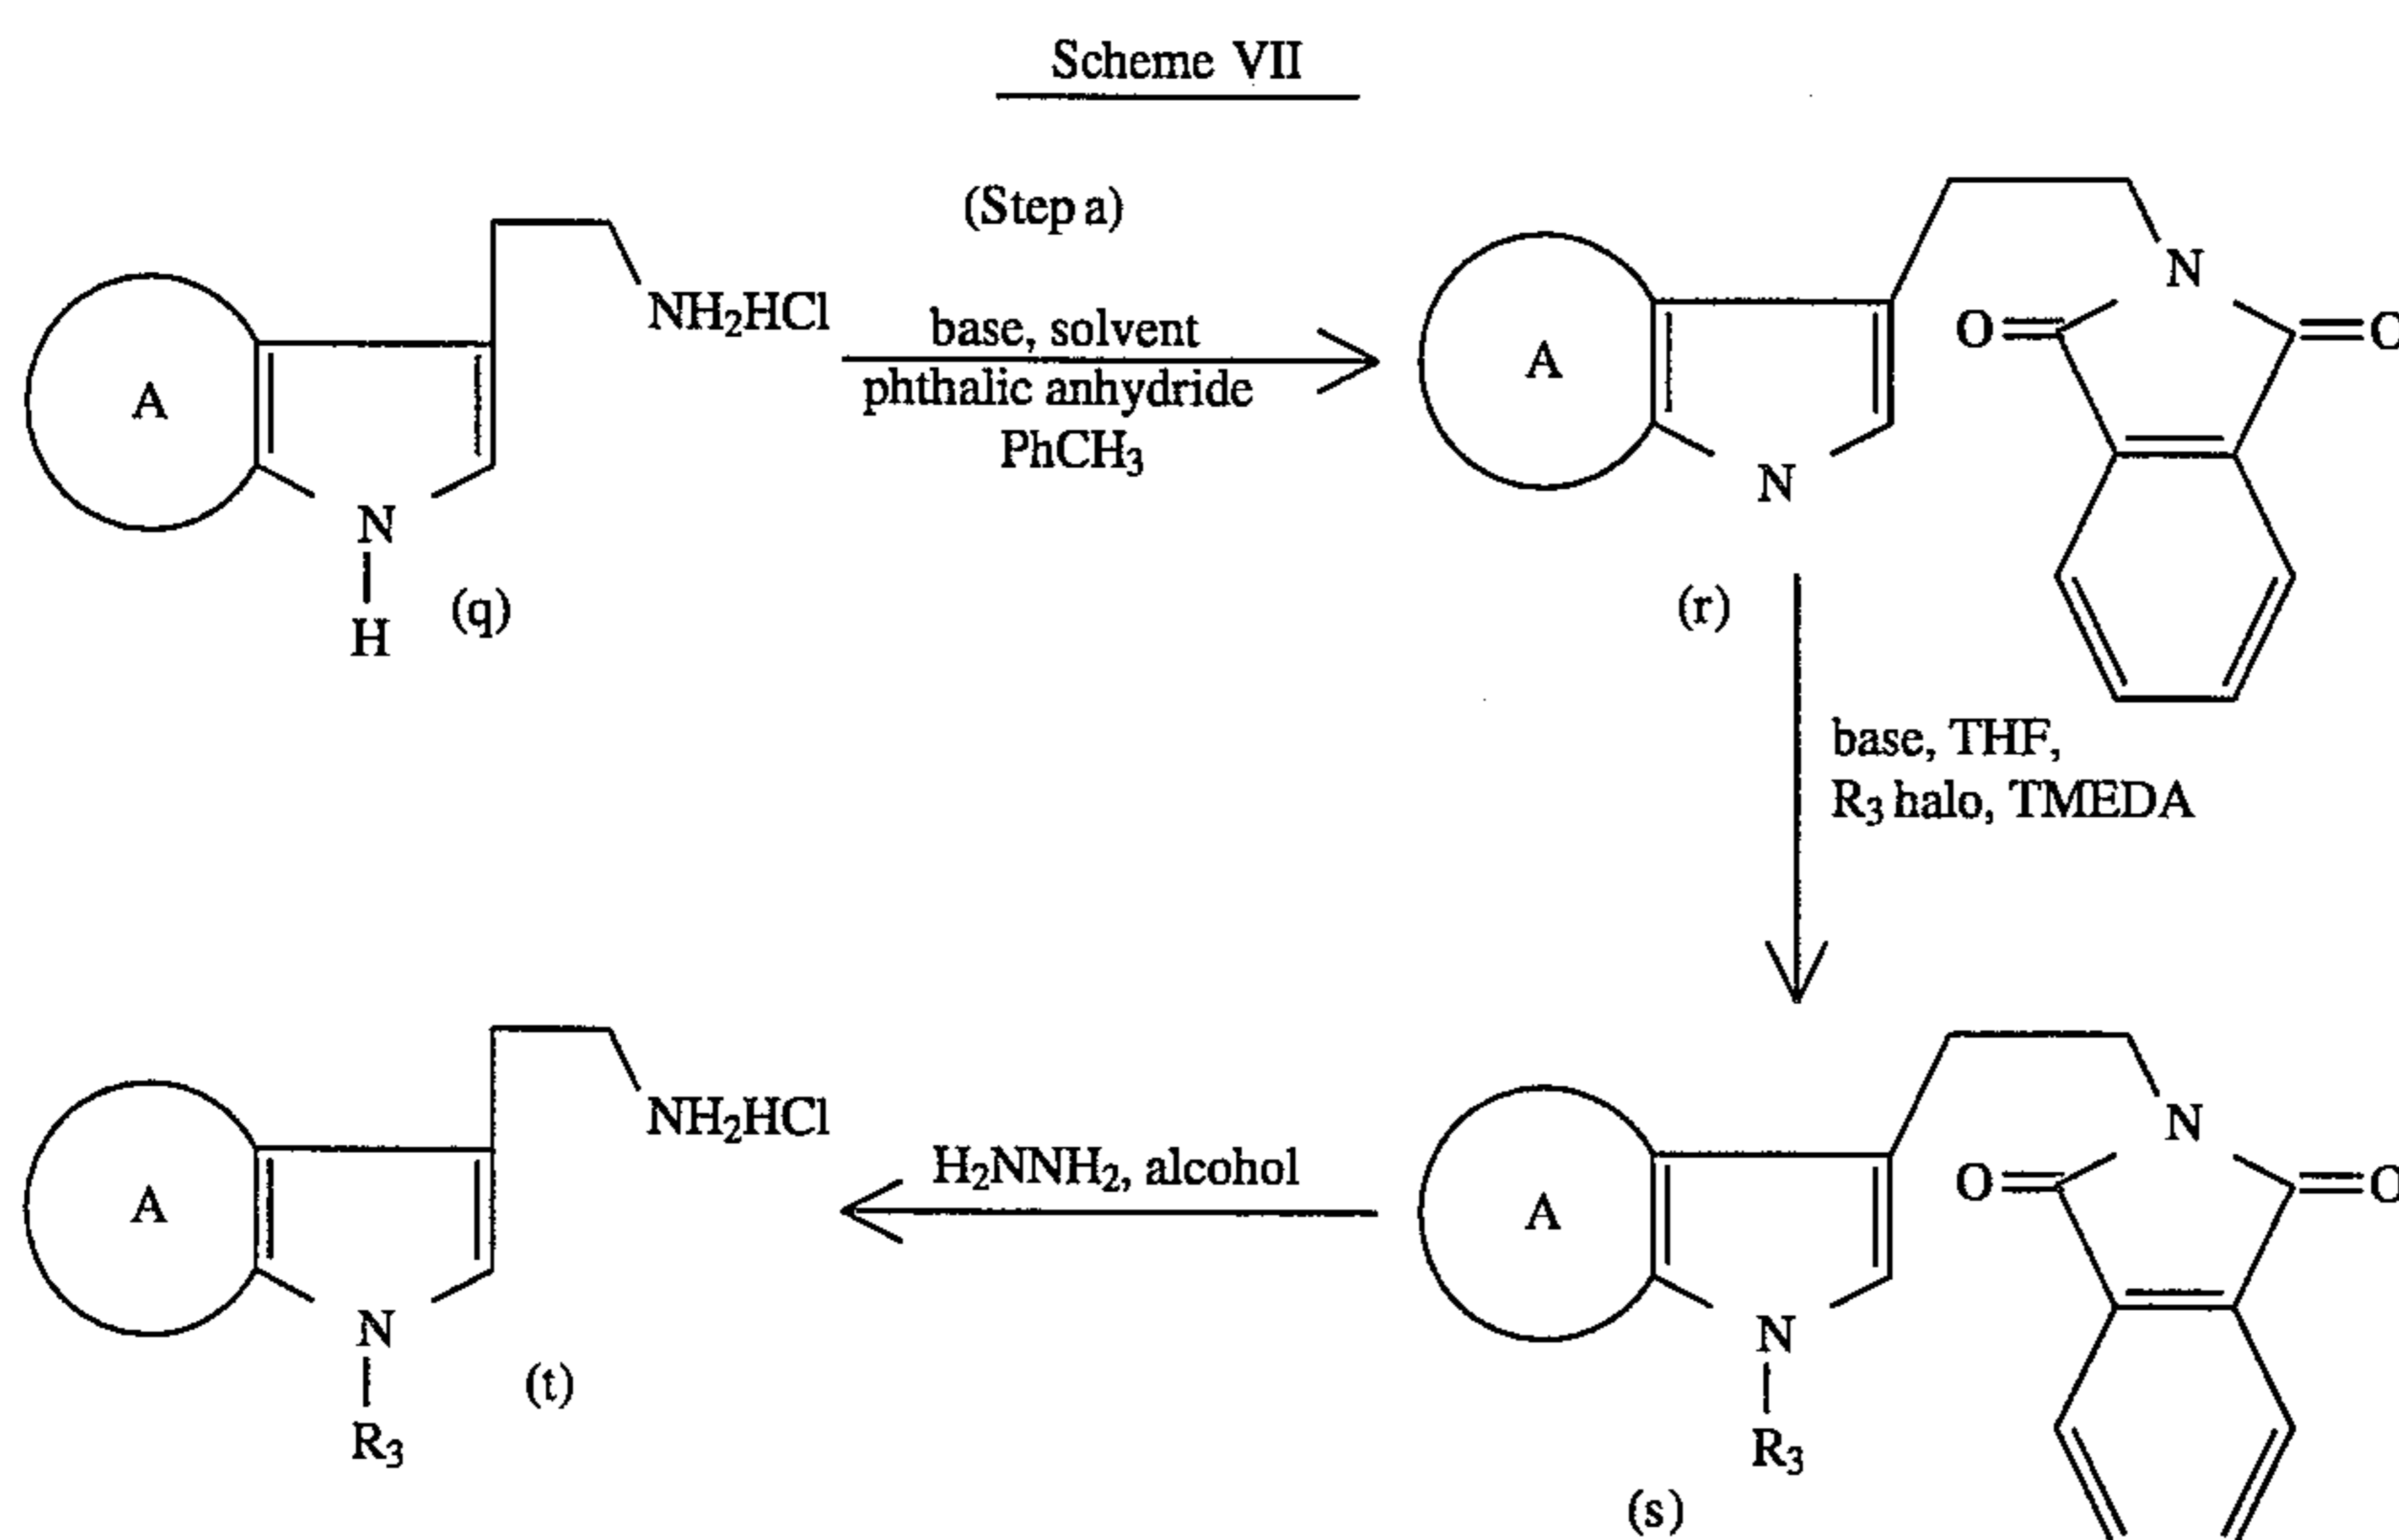 Scheme VII
(Step a)
NH2HCl
A
base, solvent
phthalic anhydride
PhCH3
N
H
(q)
A
N
O
O
N
(r)
base, THF,
R3 halo, TMEDA
NH2HCl
A
N
R3
(t)
H2NNH2, alcohol
A
N
O
O
N
R3
(s)